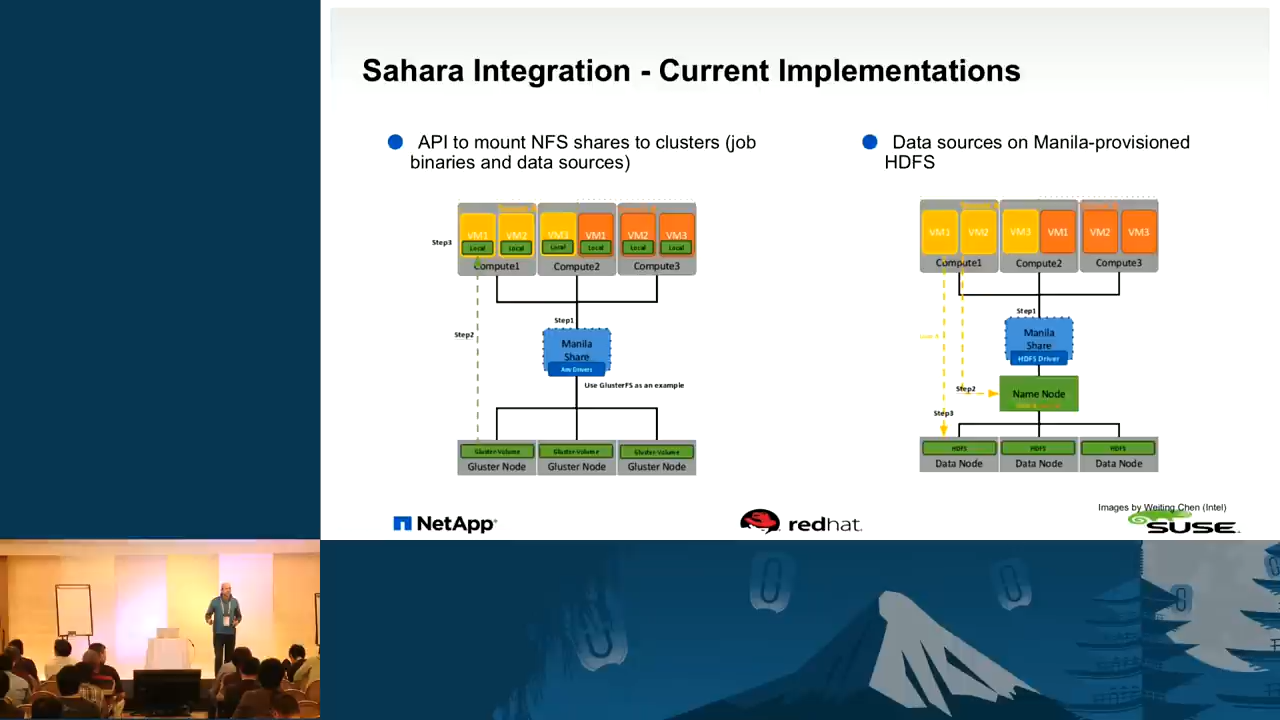 Sahara Integration - Current Implementations
API to mount NFS shares to clusters (job
binaries and data sources)
VM1
VM2
VM3
VM1
VM2
VM3
Local
Local
Local
Local
Local
Local
Step3
Compute1
Compute2
Compute3
Step1
Step2
Manila
Share
Any Drivers
Use GlusterFS as an example
Gluster-Volume
Gluster-Volume
Gluster-Volume
Gluster Node
Gluster Node
Gluster Node
Data sources on Manila-provisioned
HDFS
VM1
VM2
VM3
VM1
VM2
VM3
Compute1
Compute2
Compute3
Step1
Manila
Share
HDFS Driver
Step2
Name Node
Step3
HDFS
HDFS
HDFS
Data Node
Data Node
Data Node
NetApp
redhat.
Images by Weiting Chen (Intel)
SUSE